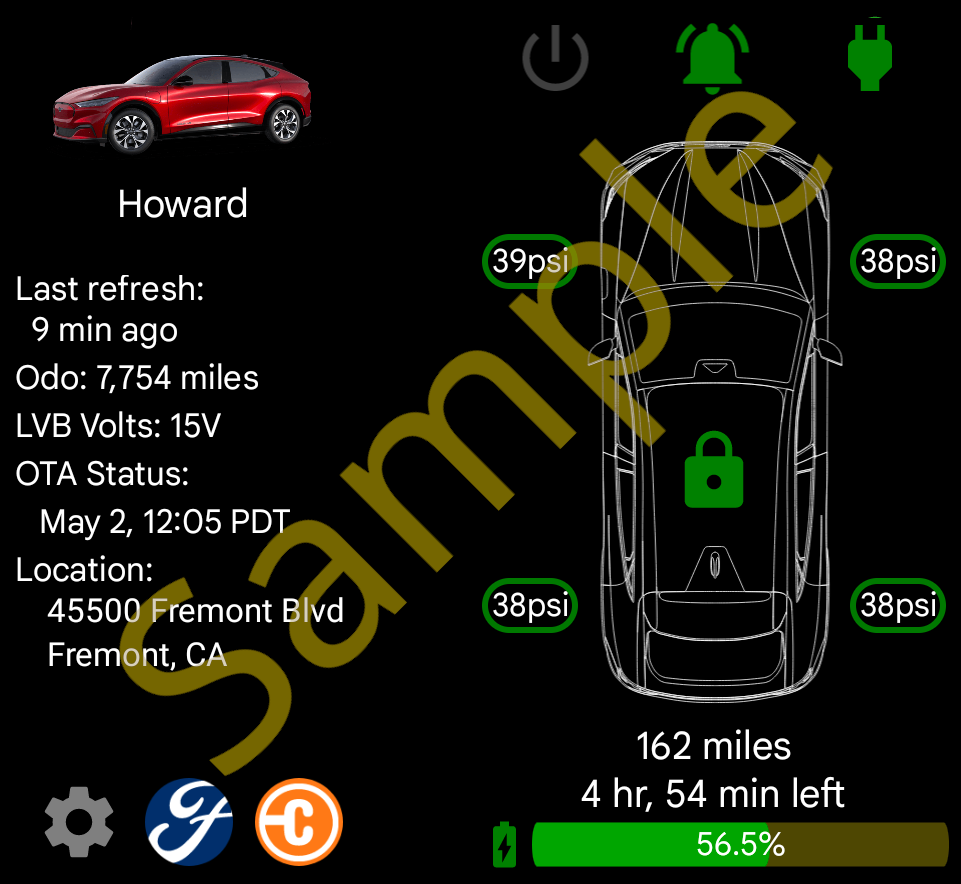 Howard
Last refresh:
9 min ago
Odo: 7,754 miles
LVB Volts: 15V
OTA Status:
May 2, 12:05 PDT
Location:
45500 Fremont Blvd
Fremont, CA
39psi
38psi
38psi
38psi
162 miles
4 hr, 54 min left
56.5%
Sample